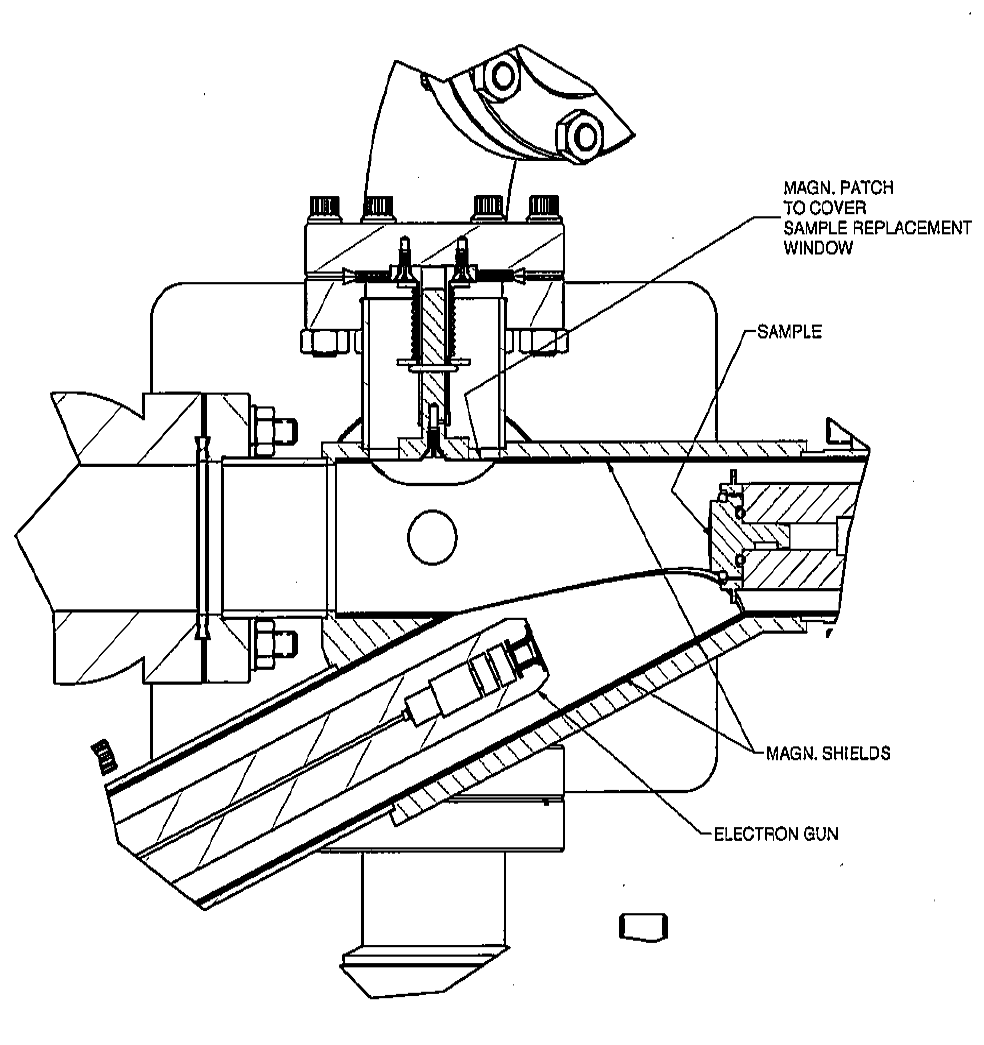 MAGN. PATCH
TO COVER
SAMPLE REPLACEMENT
WINDOW
SAMPLE
MAGN. SHIELDS
ELECTRON GUN